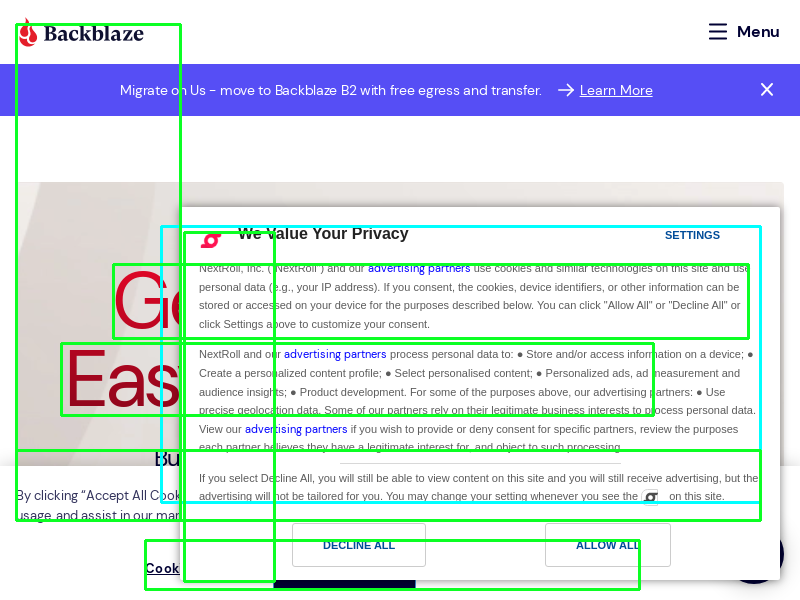 Backblaze
Menu
Migrate on Us - move to Backblaze B2 with free egress and transfer.
Learn More
We Value Your Privacy
SETTINGS
NextRoll, Inc. ("NextRoll") and our advertising partners use cookies and similar technologies on this site and use
personal data (e.g., your IP address). If you consent, the cookies, device identifiers, or other information can be
stored or accessed on your device for the purposes described below. You can click "Allow All" or "Decline All" or
click Settings above to customize your consent.
NextRoll and our advertising partners process personal data to: ● Store and/or access information on a device; ●
Create a personalized content profile; ● Select personalised content; ● Personalized ads, ad measurement and
audience insights; ● Product development. For some of the purposes above, our advertising partners: ● Use
precise geolocation data. Some of our partners rely on their legitimate business interests to process personal data.
View our advertising partners if you wish to provide or deny consent for specific partners, review the purposes
each partner believes they have a legitimate interest for, and object to such processing.
If you select Decline All, you will still be able to view content on this site and you will still receive advertising, but the
advertising will not be tailored for you. You may change your setting whenever you see the on this site.
DECLINE ALL
ALLOW ALL
Easy
Bu
By clicking “Accept All Cook
usage and assist in our mar
Cook